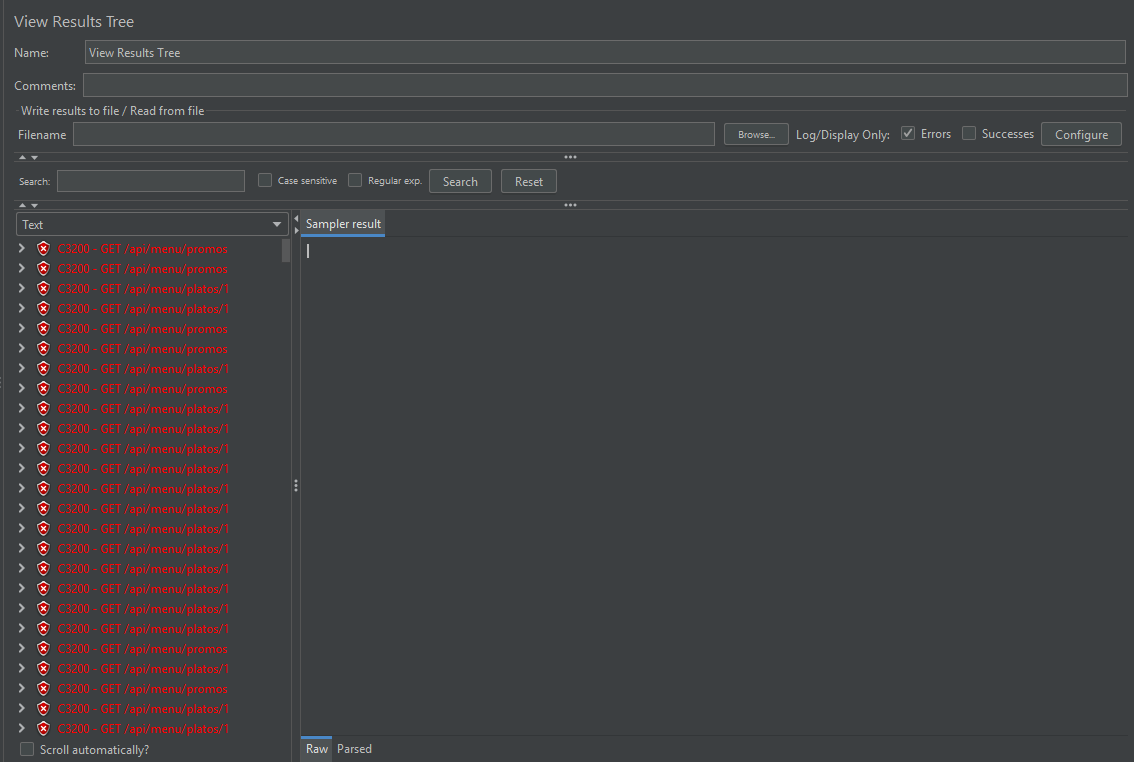 View Results Tree
Name: View Results Tree
Comments:
Write results to file / Read from file
Filename Browse... Log/Display Only: Errors Successes Configure
Search: Case sensitive Regular exp. Search Reset
Text Sampler result
C3200 - GET /api/menu/promos
C3200 - GET /api/menu/promos
C3200 - GET /api/menu/platos/1
C3200 - GET /api/menu/platos/1
C3200 - GET /api/menu/promos
C3200 - GET /api/menu/promos
C3200 - GET /api/menu/platos/1
C3200 - GET /api/menu/promos
C3200 - GET /api/menu/platos/1
C3200 - GET /api/menu/platos/1
C3200 - GET /api/menu/platos/1
C3200 - GET /api/menu/platos/1
C3200 - GET /api/menu/platos/1
C3200 - GET /api/menu/platos/1
C3200 - GET /api/menu/platos/1
C3200 - GET /api/menu/platos/1
C3200 - GET /api/menu/platos/1
C3200 - GET /api/menu/platos/1
C3200 - GET /api/menu/platos/1
C3200 - GET /api/menu/platos/1
C3200 - GET /api/menu/promos
C3200 - GET /api/menu/platos/1
C3200 - GET /api/menu/promos
C3200 - GET /api/menu/platos/1
C3200 - GET /api/menu/platos/1
Scroll automatically? Raw Parsed